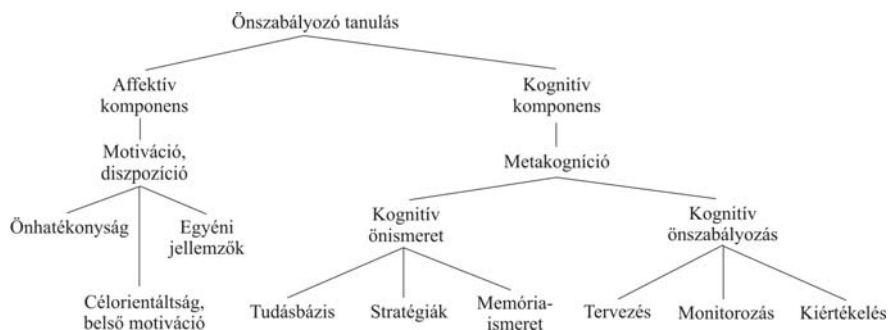 Önszabályozó tanulás
Affektív
komponens
Kognitív
komponens
Motiváció,
diszpozíció
Metakogníció
Önhatékonyság
Egyéni
jellemzők
Kognitív
önismeret
Kognitív
önszabályozás
Célorientáltság,
belső motiváció
Tudásbázis
Stratégiák
Memória-
ismeret
Tervezés
Monitorozás
Kiértékelés